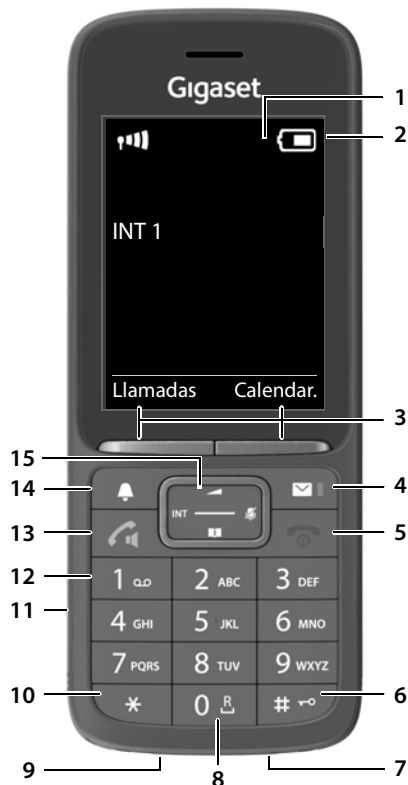 Gigaset
1
2
INT 1
Llamadas Calendar.
3
15
14
4
INT
13
5
12
1 2 ABC 3 DEF
11
4 GHI 5 JKL 6 MNO
7 PQRS 8 TUV 9 WXYZ
10
* 0 R #
6
9
8
7